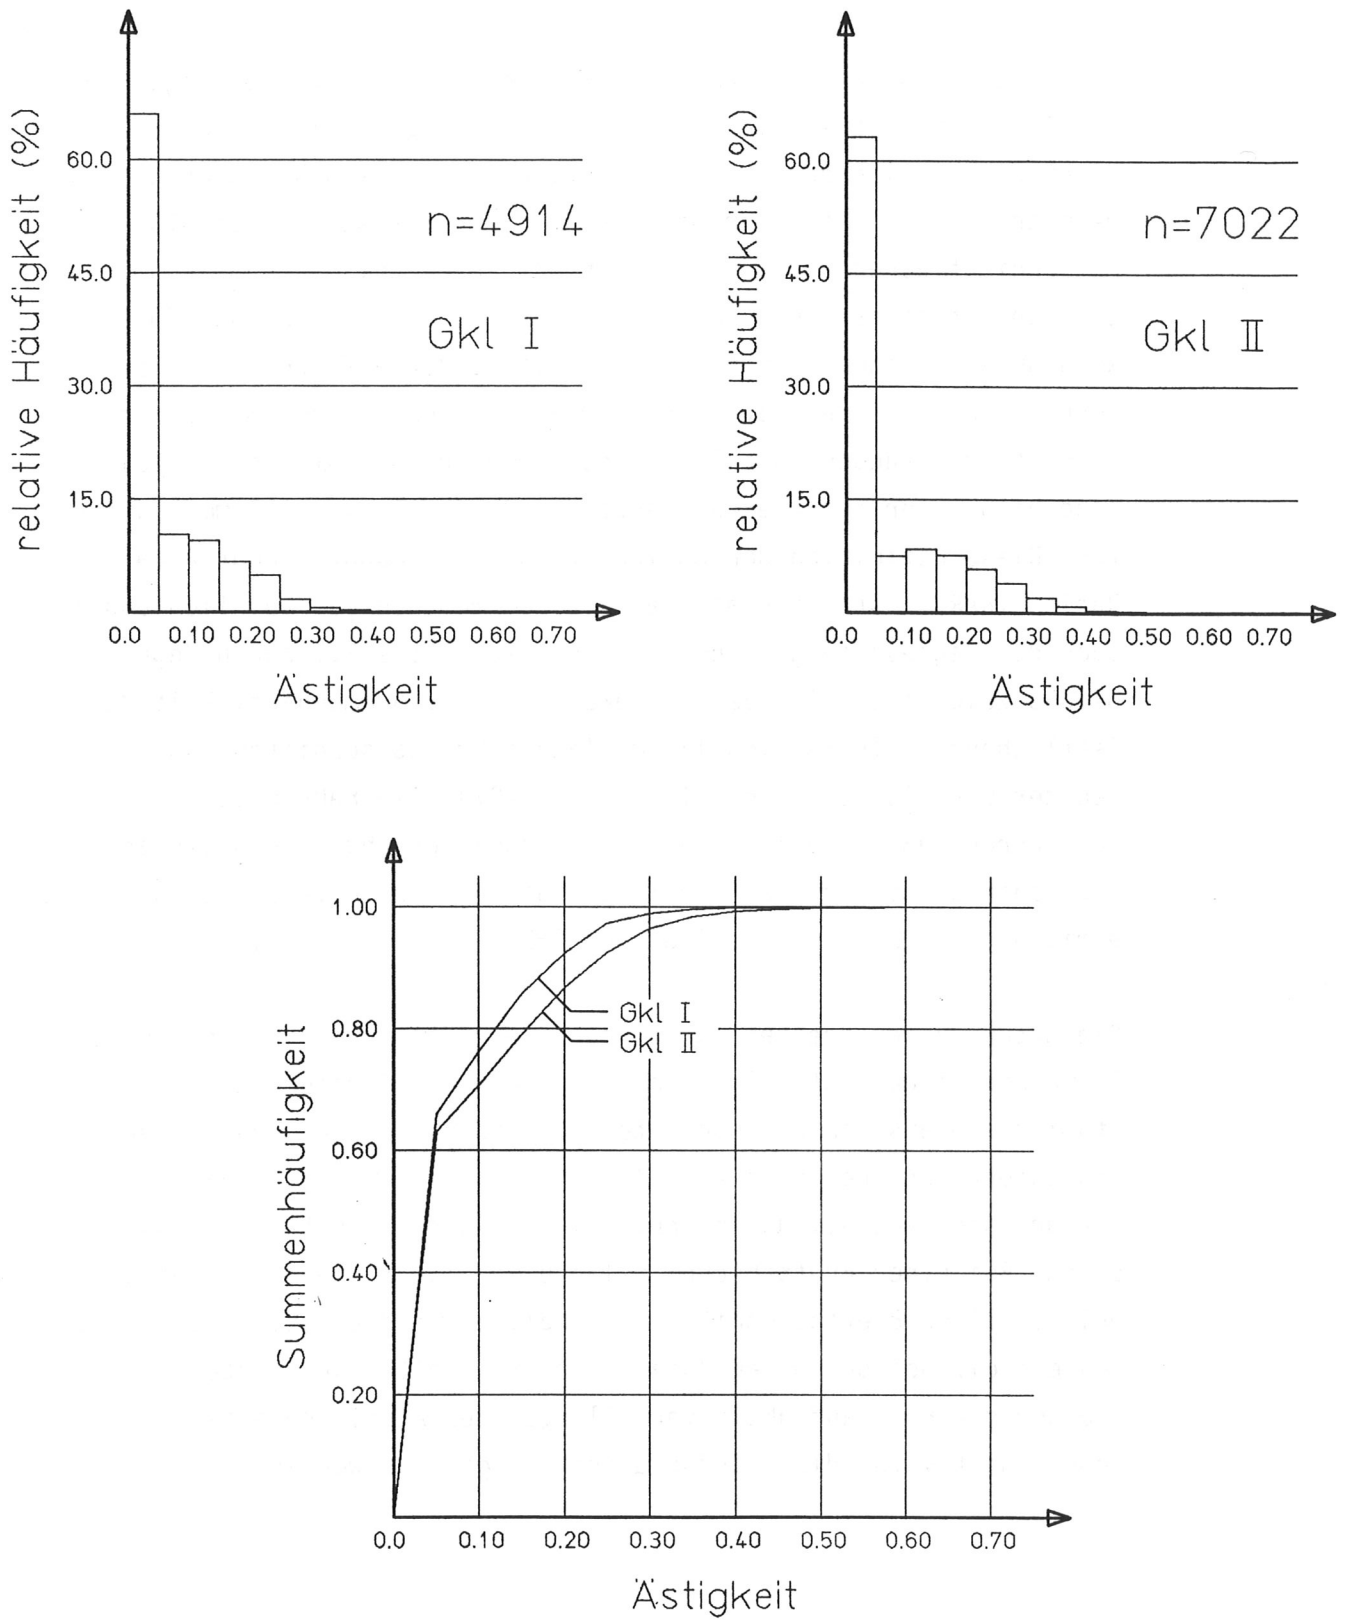 relative Häufigkeit (%)
60.0
45.0
30.0
15.0
n=4914
Gkl I
0.0 0.10 0.20 0.30 0.40 0.50 0.60 0.70
Ästigkeit
relative Häufigkeit (%)
60.0
45.0
30.0
15.0
n=7022
Gkl II
0.0 0.10 0.20 0.30 0.40 0.50 0.60 0.70
Ästigkeit
Summenhäufigkeit
1.00
0.80
0.60
0.40
0.20
Gkl I
Gkl II
0.0 0.10 0.20 0.30 0.40 0.50 0.60 0.70
Ästigkeit